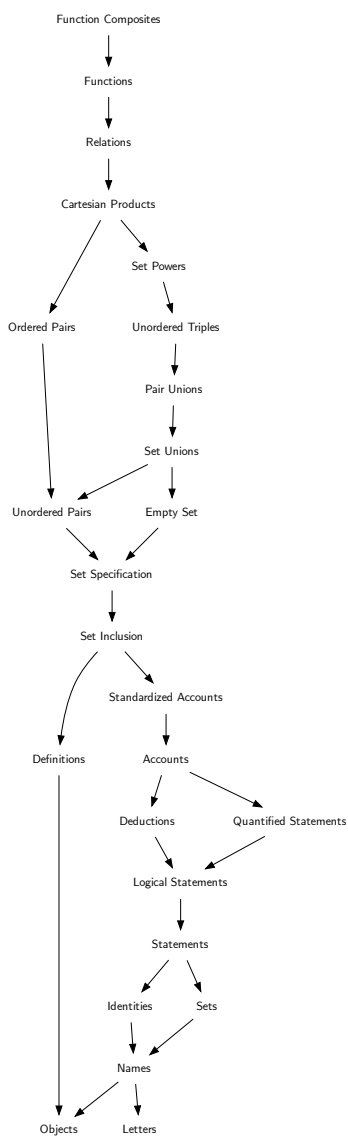 Function Composites
Functions
Relations
Cartesian Products
Set Powers
Ordered Pairs
Unordered Triples
Pair Unions
Set Unions
Unordered Pairs
Empty Set
Set Specification
Set Inclusion
Standardized Accounts
Definitions
Accounts
Deductions
Quantified Statements
Logical Statements
Statements
Identities
Sets
Names
Objects
Letters